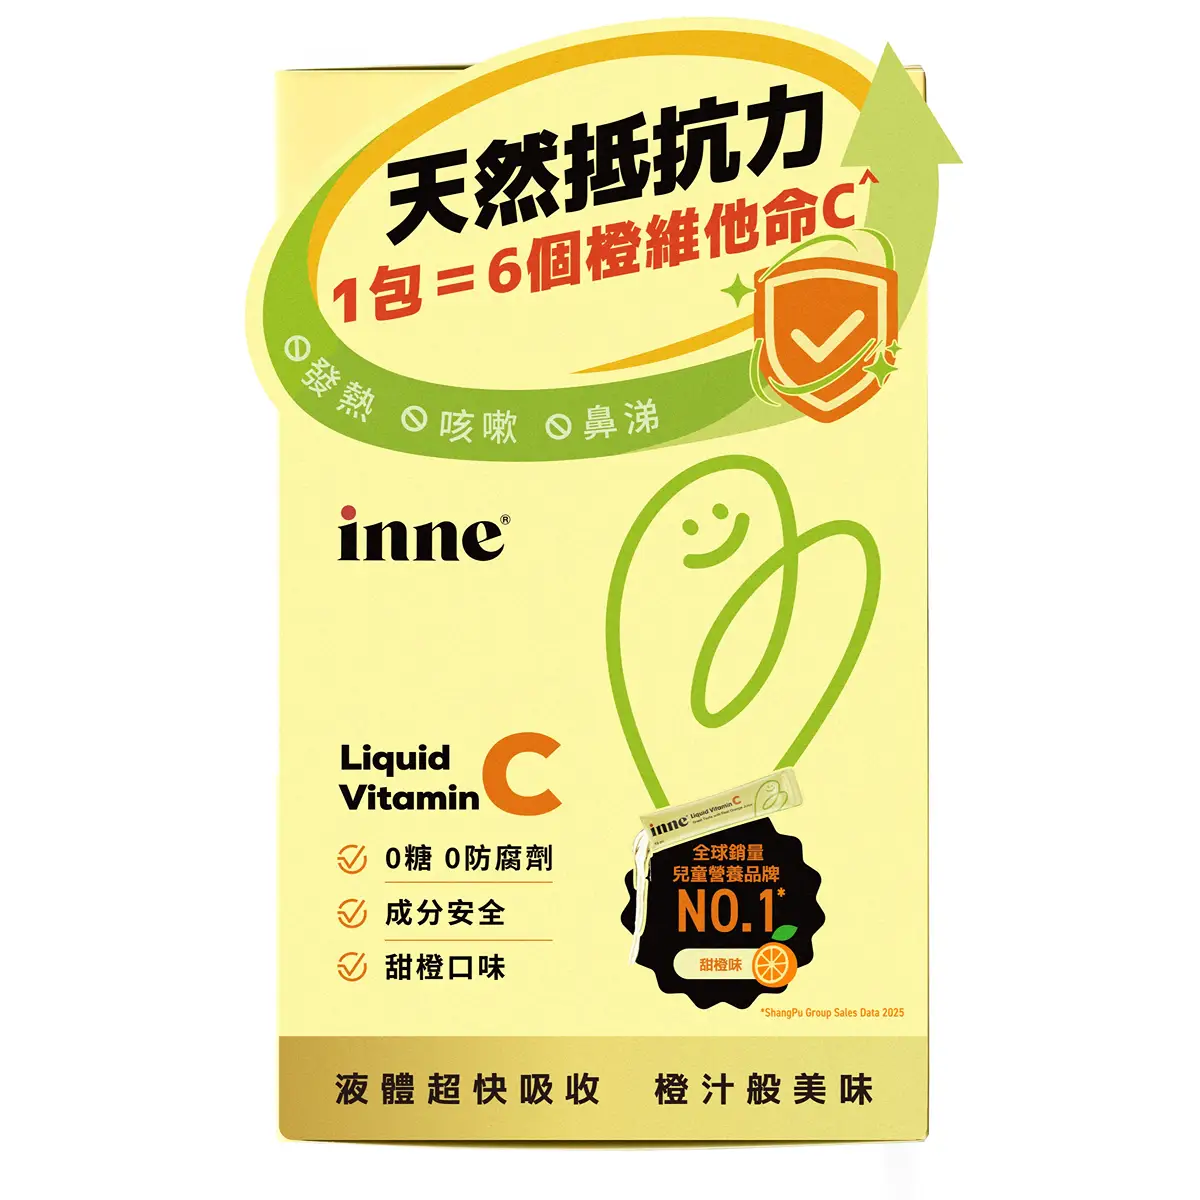 天然抵抗力
1包=6個橙維他命C^
發熱 咳嗽 鼻涕
inne®
Liquid
Vitamin C
0糖 0防腐劑
成分安全
甜橙口味
inne® Liquid Vitamin C
全球銷量
兒童營養品牌
NO.1*
甜橙味
*ShangPu Group Sales Data 2025
液體超快吸收 橙汁般美味